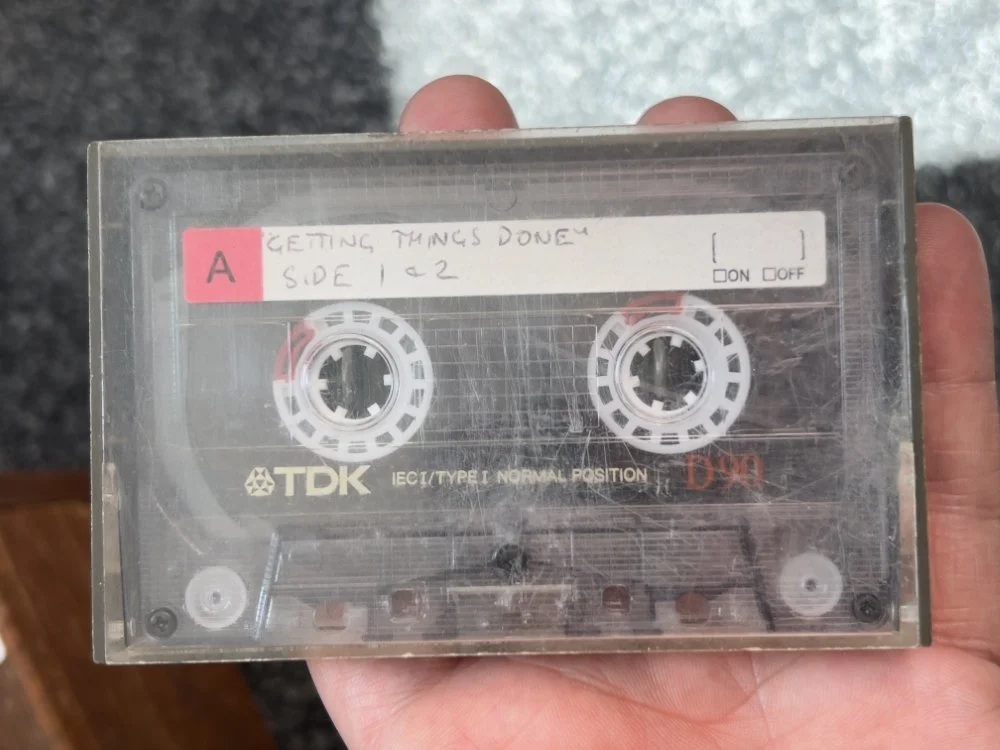 A
"GETTING THINGS DONE"
SIDE 1 & 2
[ ]
☐ON ☐OFF
TDK IEC I/TYPE I NORMAL POSITION D90